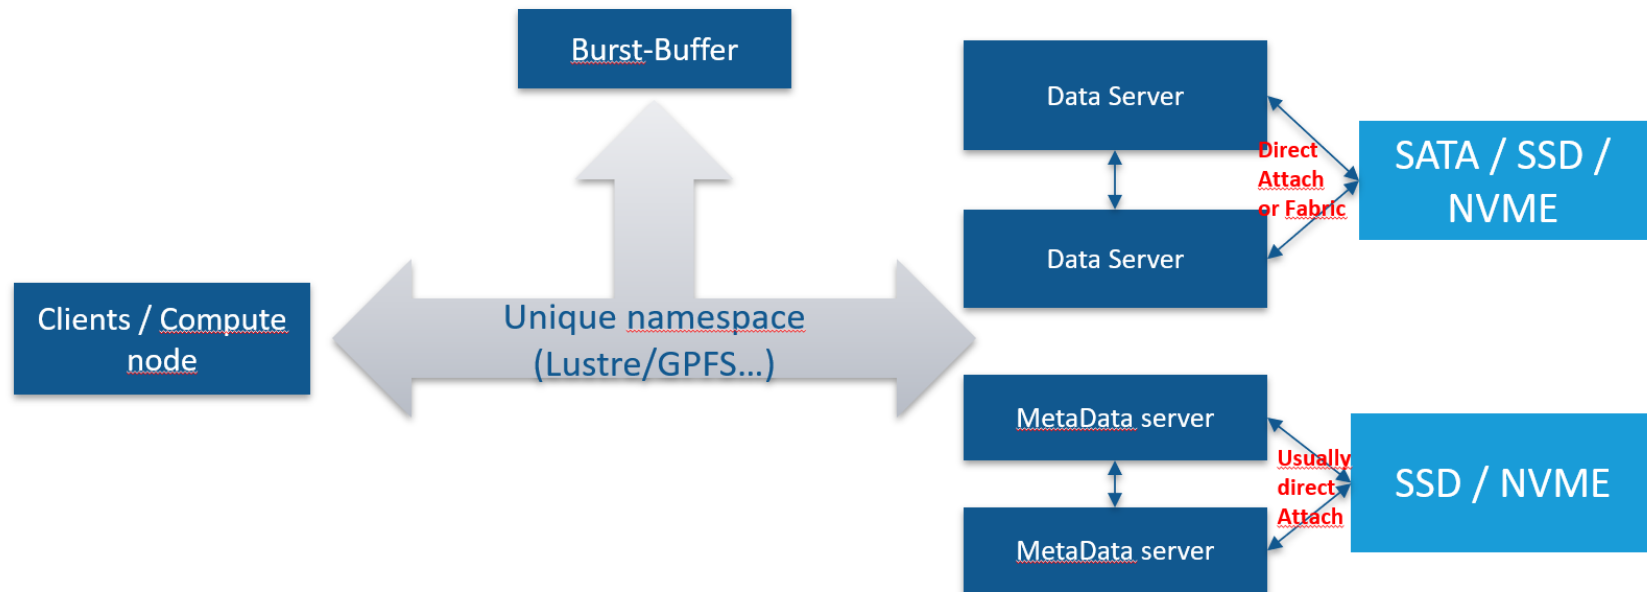 Burst-Buffer
Data Server
Direct
Attach
or Fabric
SATA / SSD /
NVME
Data Server
Clients / Compute
node
Unique namespace
(Lustre/GPFS...)
MetaData server
Usually
direct
Attach
SSD / NVME
MetaData server